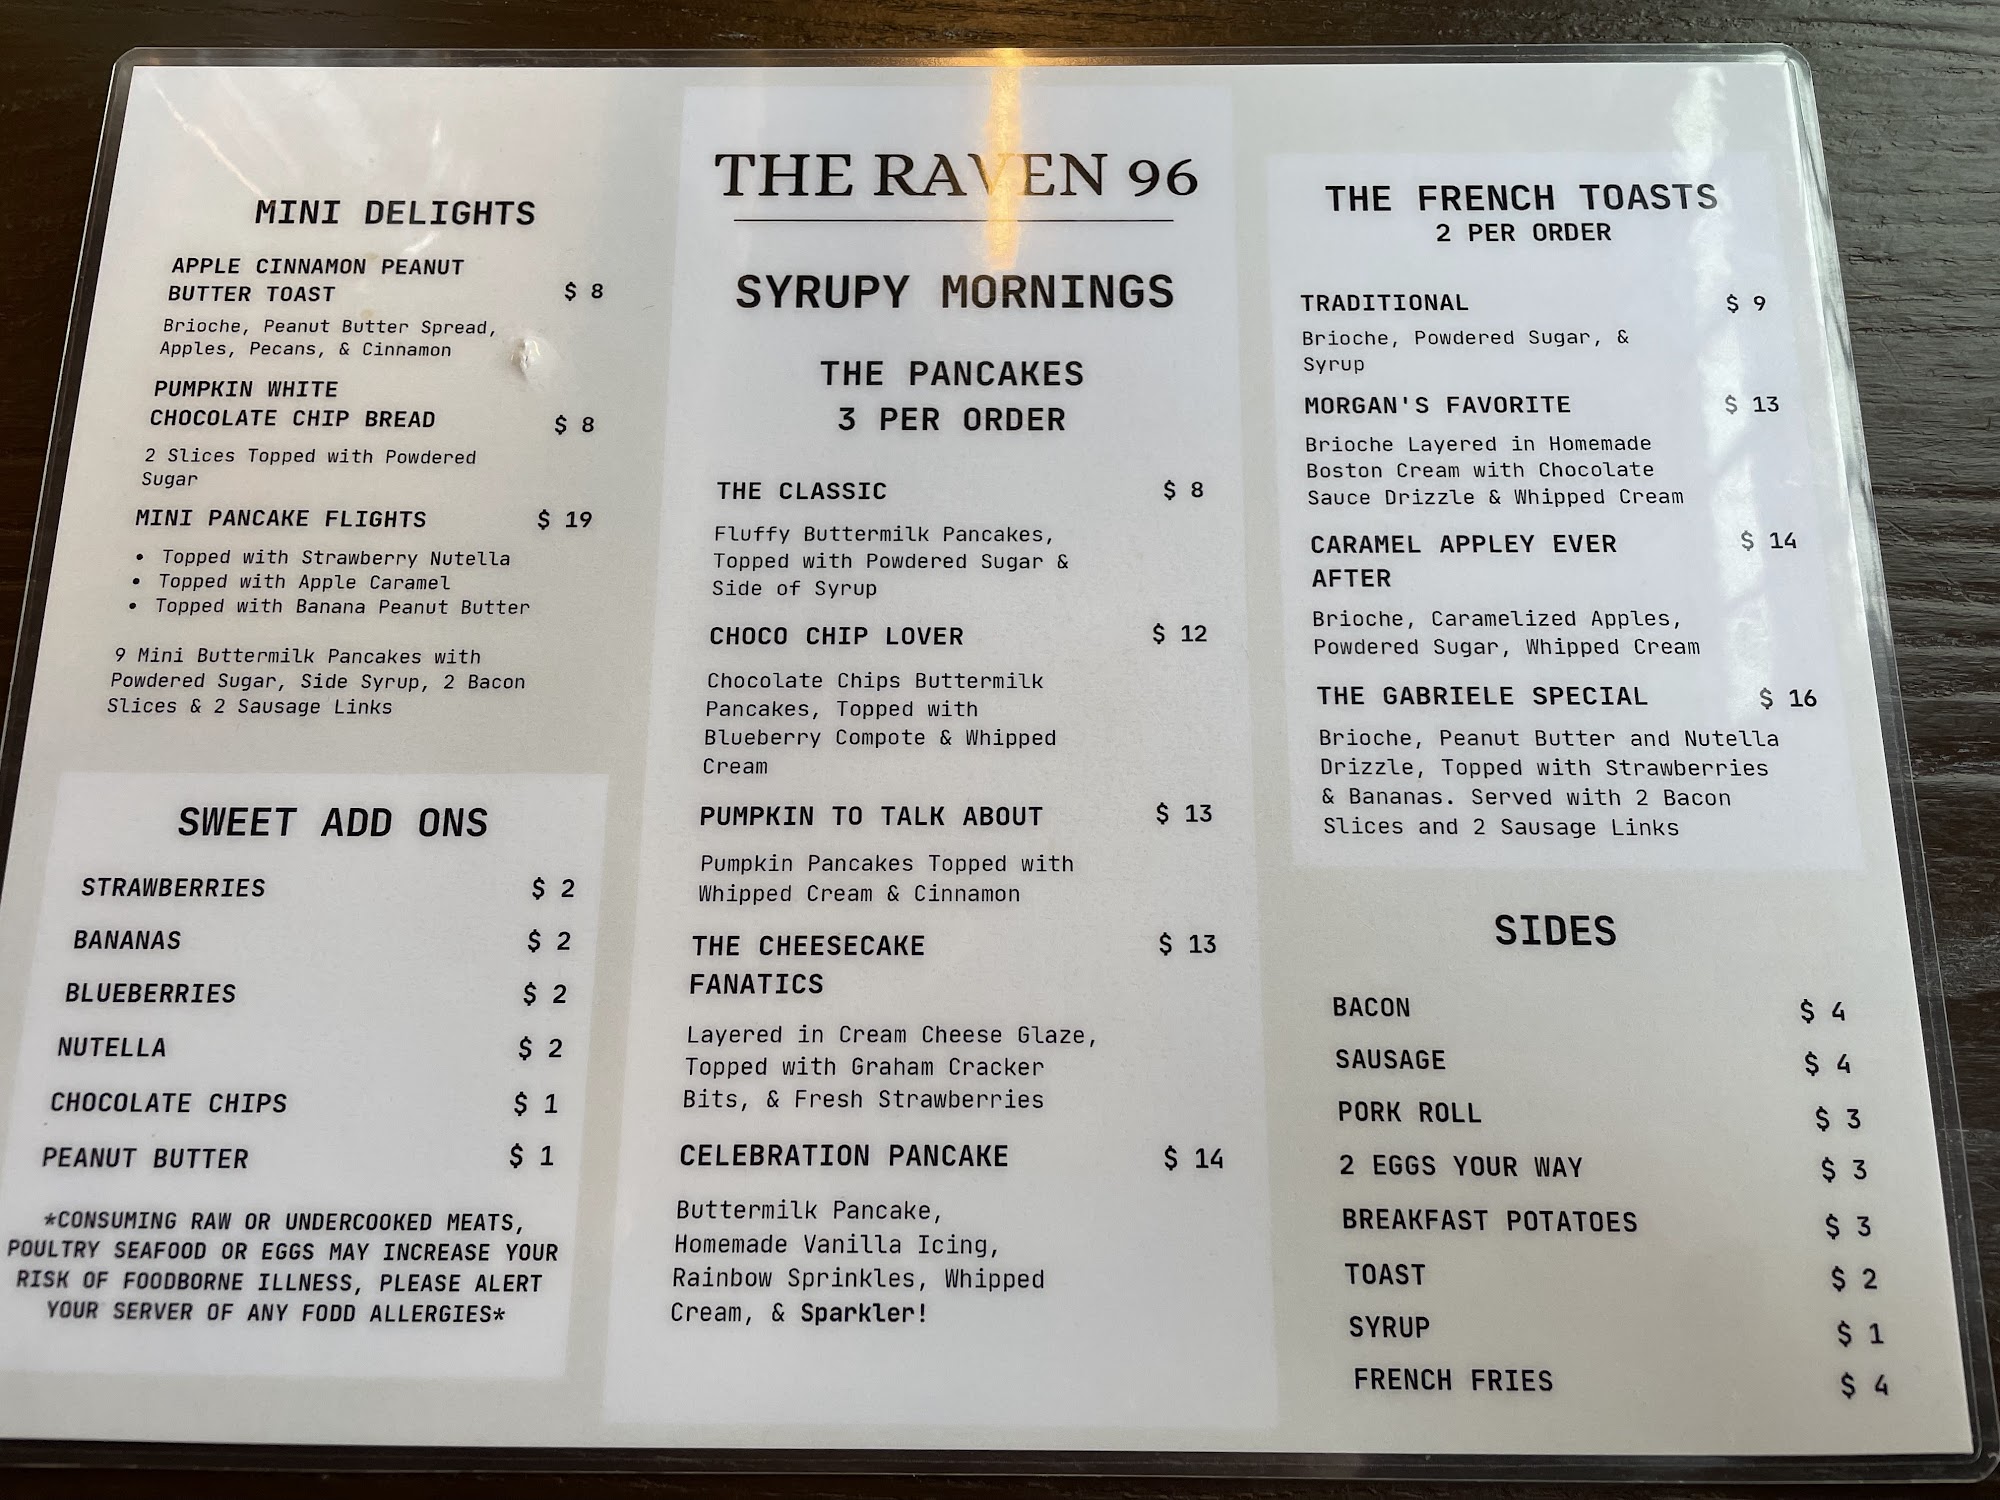 MINI DELIGHTS
APPLE CINNAMON PEANUT
BUTTER TOAST $ 8
Brioche, Peanut Butter Spread,
Apples, Pecans, & Cinnamon
PUMPKIN WHITE
CHOCOLATE CHIP BREAD $ 8
2 Slices Topped with Powdered
Sugar
MINI PANCAKE FLIGHTS $ 19
• Topped with Strawberry Nutella
• Topped with Apple Caramel
• Topped with Banana Peanut Butter
9 Mini Buttermilk Pancakes with
Powdered Sugar, Side Syrup, 2 Bacon
Slices & 2 Sausage Links
SWEET ADD ONS
STRAWBERRIES $ 2
BANANAS $ 2
BLUEBERRIES $ 2
NUTELLA $ 2
CHOCOLATE CHIPS $ 1
PEANUT BUTTER $ 1
*CONSUMING RAW OR UNDERCOOKED MEATS,
POULTRY SEAFOOD OR EGGS MAY INCREASE YOUR
RISK OF FOODBORNE ILLNESS, PLEASE ALERT
YOUR SERVER OF ANY FODD ALLERGIES*
THE RAVEN 96
SYRUPY MORNINGS
THE PANCAKES
3 PER ORDER
THE CLASSIC $ 8
Fluffy Buttermilk Pancakes,
Topped with Powdered Sugar &
Side of Syrup
CHOCO CHIP LOVER $ 12
Chocolate Chips Buttermilk
Pancakes, Topped with
Blueberry Compote & Whipped
Cream
PUMPKIN TO TALK ABOUT $ 13
Pumpkin Pancakes Topped with
Whipped Cream & Cinnamon
THE CHEESECAKE $ 13
FANATICS
Layered in Cream Cheese Glaze,
Topped with Graham Cracker
Bits, & Fresh Strawberries
CELEBRATION PANCAKE $ 14
Buttermilk Pancake,
Homemade Vanilla Icing,
Rainbow Sprinkles, Whipped
Cream, & Sparkler!
THE FRENCH TOASTS
2 PER ORDER
TRADITIONAL $ 9
Brioche, Powdered Sugar, &
Syrup
MORGAN'S FAVORITE $ 13
Brioche Layered in Homemade
Boston Cream with Chocolate
Sauce Drizzle & Whipped Cream
CARAMEL APPLEY EVER $ 14
AFTER
Brioche, Caramelized Apples,
Powdered Sugar, Whipped Cream
THE GABRIELE SPECIAL $ 16
Brioche, Peanut Butter and Nutella
Drizzle, Topped with Strawberries
& Bananas. Served with 2 Bacon
Slices and 2 Sausage Links
SIDES
BACON $ 4
SAUSAGE $ 4
PORK ROLL $ 3
2 EGGS YOUR WAY $ 3
BREAKFAST POTATOES $ 3
TOAST $ 2
SYRUP $ 1
FRENCH FRIES $ 4